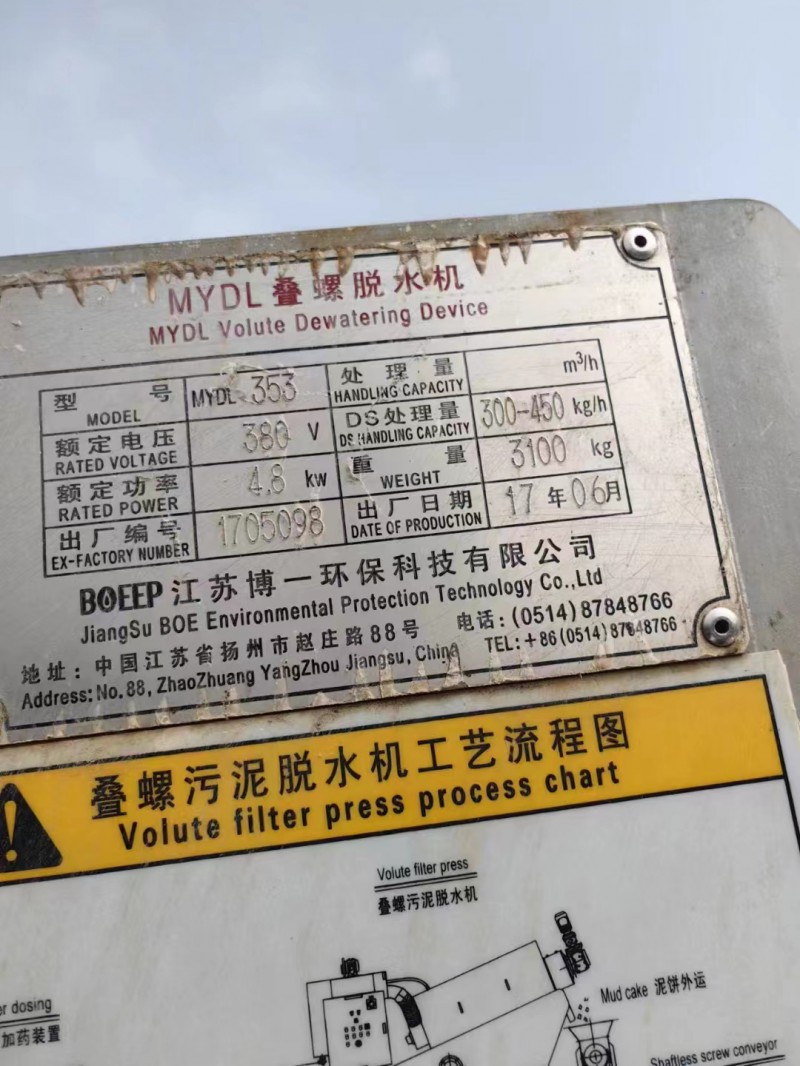 MYDL叠螺脱水机
MYDL Volute Dewatering Device
型号 MYDL 353 处理量 m³/h
MODEL HANDLING CAPACITY
额定电压 380 V DS处理量 300-450 kg/h
RATED VOLTAGE DS HANDLING CAPACITY
额定功率 4.8 kw 重量 3100 kg
RATED POWER WEIGHT
出厂编号 1705098 出厂日期 17年06月
EX-FACTORY NUMBER DATE OF PRODUCTION
BOEEP 江苏博一环保科技有限公司
JiangSu BOE Environmental Protection Technology Co.,Ltd
地址：中国江苏省扬州市赵庄路88号 电话：(0514)87848766
Address: No.88, ZhaoZhuang YangZhou Jiangsu, China TEL:+86(0514)87848766
叠螺污泥脱水机工艺流程图
Volute filter press process chart
Volute filter press
叠螺污泥脱水机
Mud cake 泥饼外运
dosing
加药装置
Shaftless screw conveyor